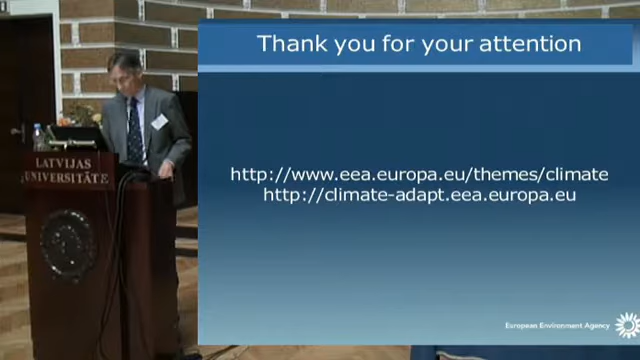 Thank you for your attention
LATVIJAS
UNIVERSITĀTE
http://www.eea.europa.eu/themes/climate
http://climate-adapt.eea.europa.eu
European Environment Agency